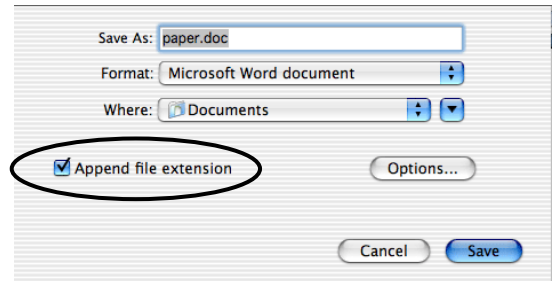 Save As: paper.doc
Format: Microsoft Word document
Where: Documents
Append file extension Options...
Cancel Save